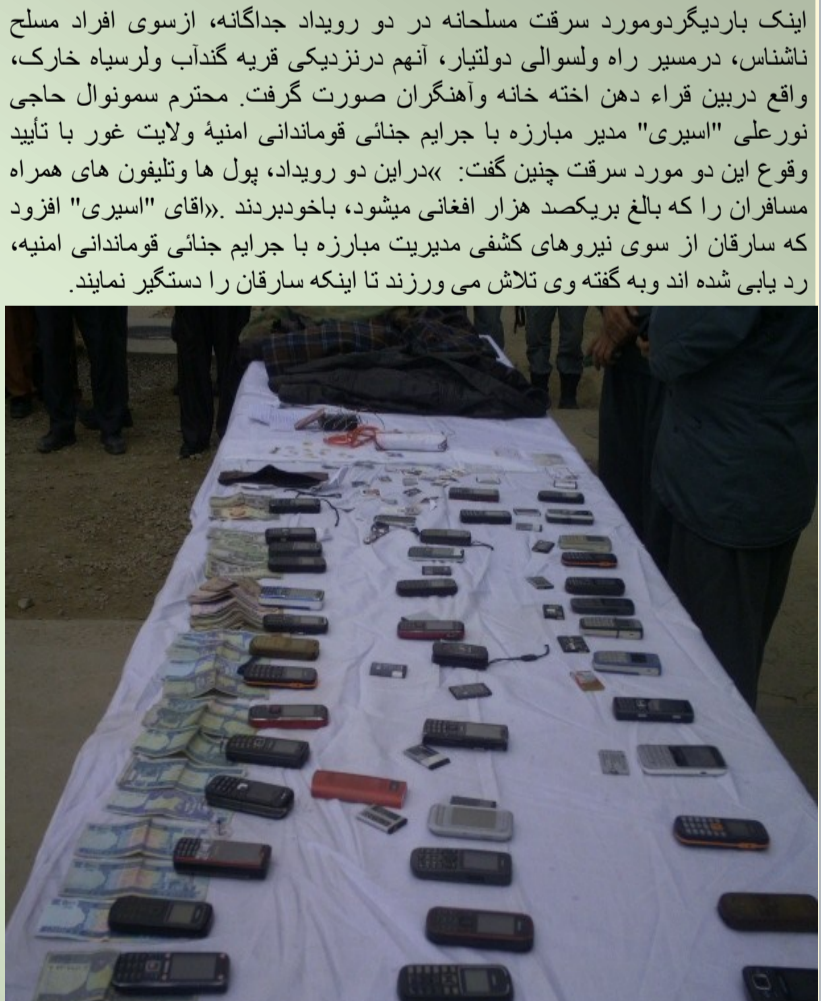 اینک باردیگردومورد سرقت مسلحانه در دو رویداد جداگانه، ازسوی افراد مسلح
ناشناس، درمسیر راه ولسوالی دولتیار، آنهم درنزدیکی قریه گندآب ولرسیاه خارک،
واقع دربین قراء دهن اخته خانه وآهنگران صورت گرفت. محترم سمونوال حاجی
نورعلی "اسیری" مدیر مبارزه با جرایم جنائی قوماندانی امنیۀ ولایت غور با تأیید
وقوع این دو مورد سرقت چنین گفت: »دراین دو رویداد، پول ها وتلیفون های همراه
مسافران را که بالغ بریکصد هزار افغانی میشود، باخودبردند .«اقای "اسیری" افزود
که سارقان از سوی نیروهای کشفی مدیریت مبارزه با جرایم جنائی قوماندانی امنیه،
رد یابی شده اند وبه گفته وی تلاش می ورزند تا اینکه سارقان را دستگیر نمایند.